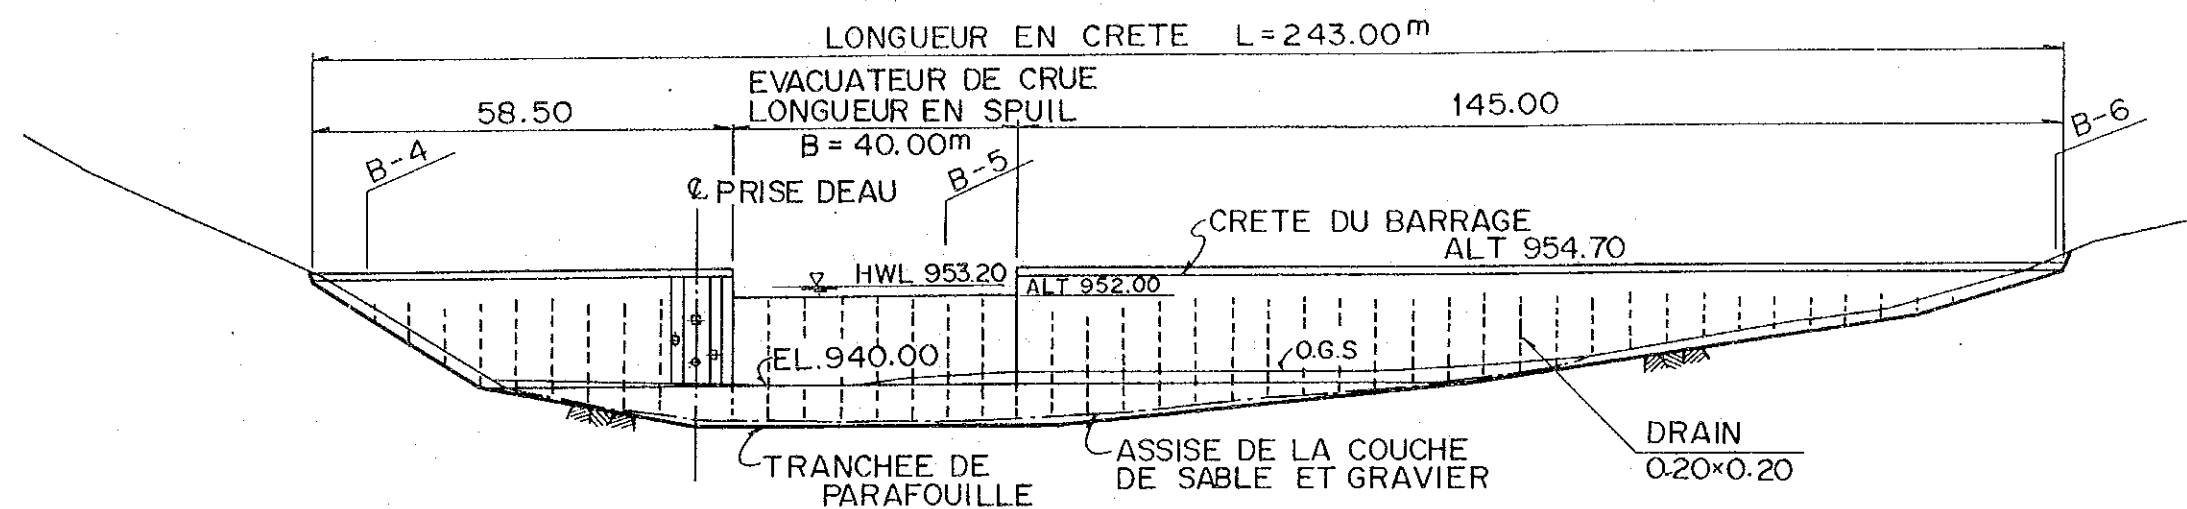 LONGUEUR EN CRETE L=243.00m
EVACUATEUR DE CRUE
58.50
LONGUEUR EN SPUIL
145.00
B = 40.00m
B-4
B-5
B-6
℄ PRISE DEAU
CRETE DU BARRAGE
ALT 954.70
HWL 953.20
ALT 952.00
EL.940.00
O.G.S
DRAIN
0.20×0.20
TRANCHEE DE
PARAFOUILLE
ASSISE DE LA COUCHE
DE SABLE ET GRAVIER